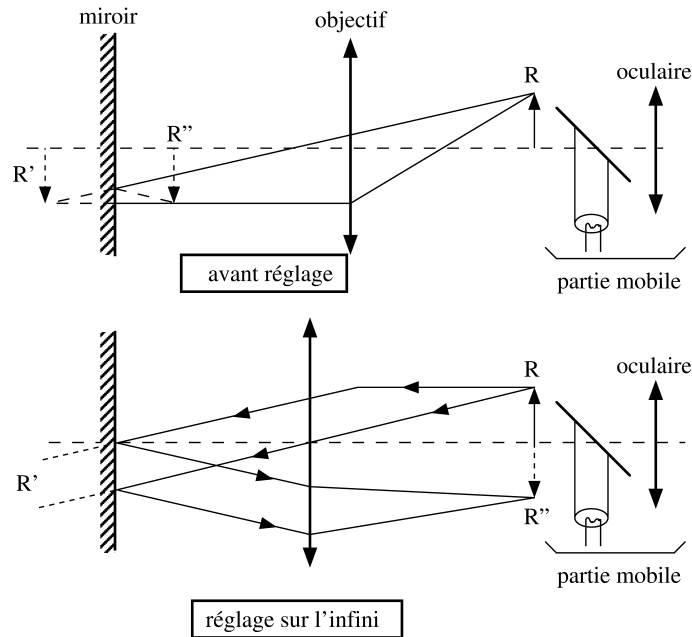 miroir
objectif
R
oculaire
R''
R'
avant réglage
partie mobile
R
oculaire
R'
R''
partie mobile
réglage sur l'infini